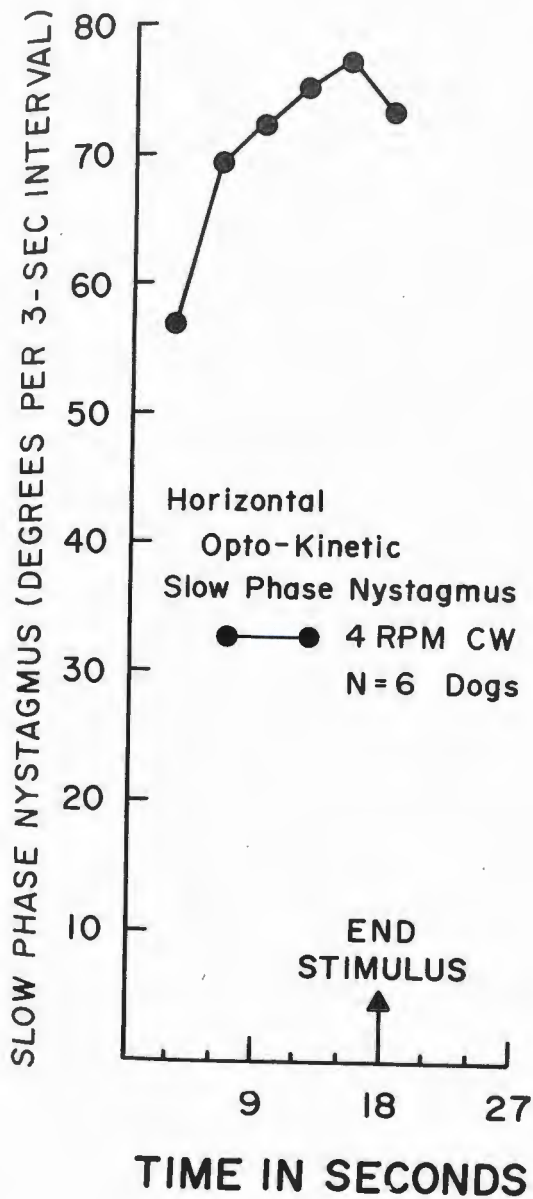 SLOW PHASE NYSTAGMUS (DEGREES PER 3-SEC INTERVAL)
80
70
60
50
40
30
20
10
Horizontal
Opto-Kinetic
Slow Phase Nystagmus
4 RPM CW
N=6 Dogs
END
STIMULUS
9
18
27
TIME IN SECONDS